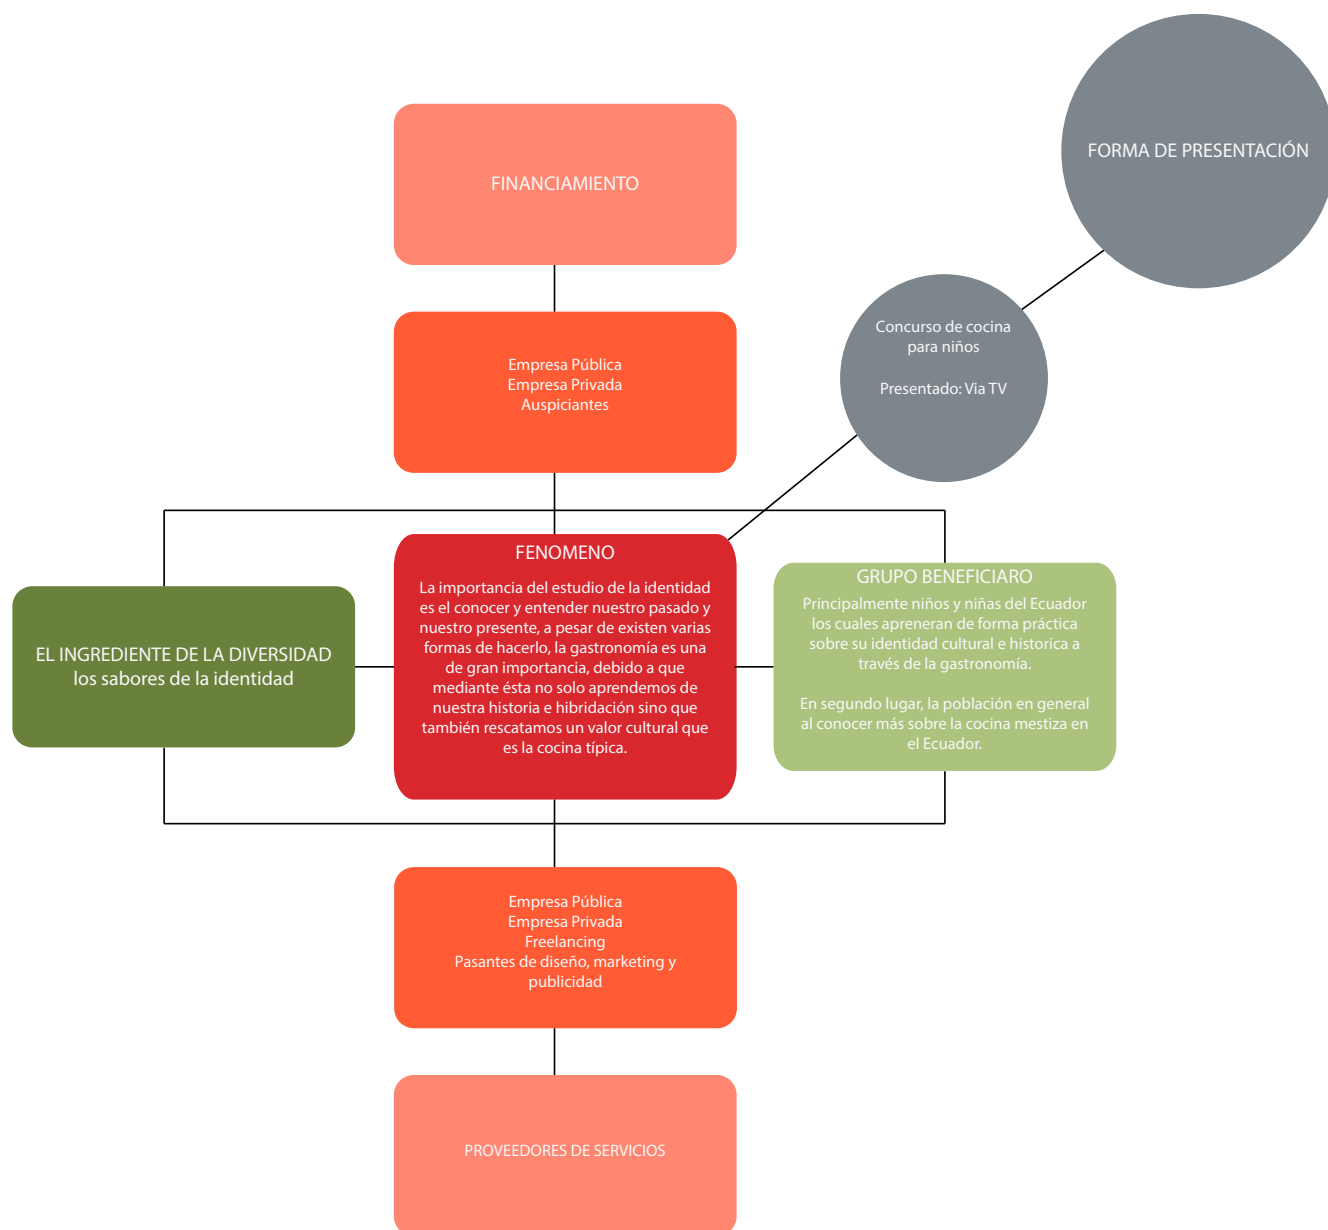 FORMA DE PRESENTACIÓN
FINANCIAMIENTO
Concurso de cocina
para niños
Presentado: Via TV
Empresa Pública
Empresa Privada
Auspiciantes
FENOMENO
La importancia del estudio de la identidad
es el conocer y entender nuestro pasado y
nuestro presente, a pesar de existen varias
formas de hacerlo, la gastronomía es una
de gran importancia, debido a que
mediante ésta no solo aprendemos de
nuestra historia e hibridación sino que
también rescatamos un valor cultural que
es la cocina típica.
GRUPO BENEFICIARO
Principalmente niños y niñas del Ecuador
los cuales apreneran de forma práctica
sobre su identidad cultural e historica a
través de la gastronomía.
En segundo lugar, la población en general
al conocer más sobre la cocina mestiza en
el Ecuador.
EL INGREDIENTE DE LA DIVERSIDAD
los sabores de la identidad
Empresa Pública
Empresa Privada
Freelancing
Pasantes de diseño, marketing y
publicidad
PROVEEDORES DE SERVICIOS